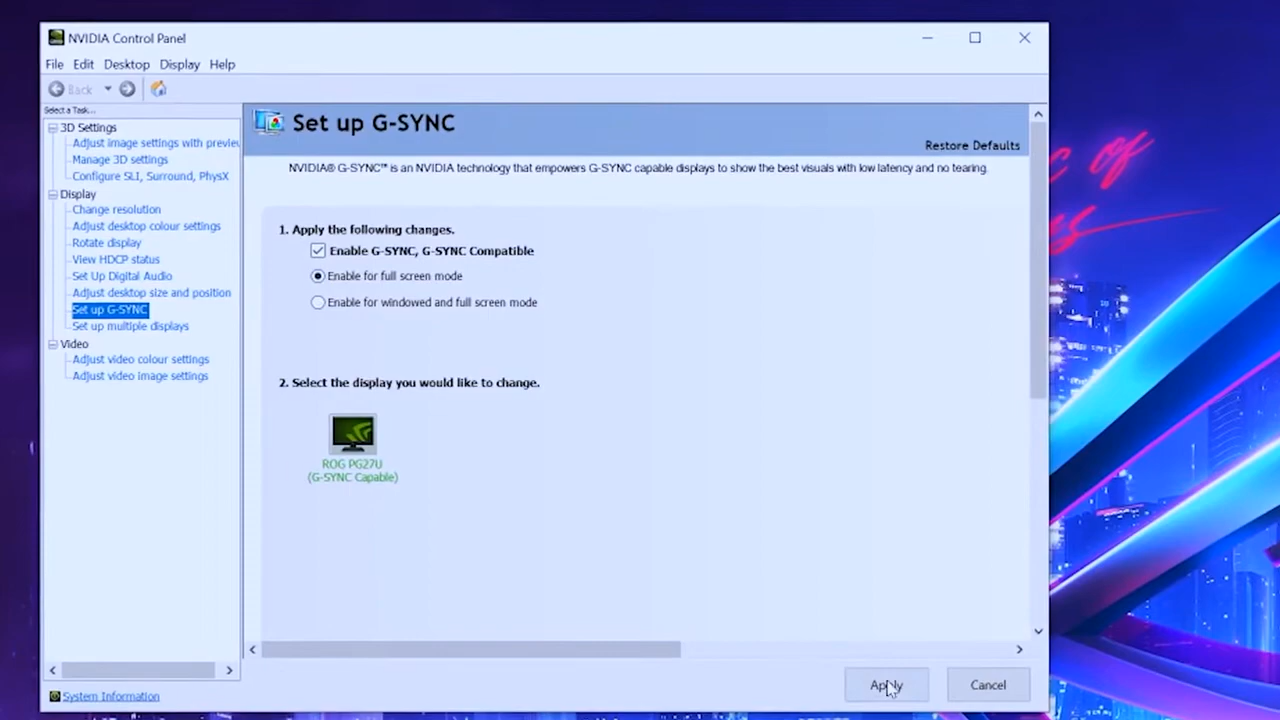 NVIDIA Control Panel
File Edit Desktop Display Help
Back
Select a Task...
3D Settings
Adjust image settings with preview
Manage 3D settings
Configure SLI, Surround, PhysX
Display
Change resolution
Adjust desktop colour settings
Rotate display
View HDCP status
Set Up Digital Audio
Adjust desktop size and position
Set up G-SYNC
Set up multiple displays
Video
Adjust video colour settings
Adjust video image settings
System Information
Set up G-SYNC
Restore Defaults
NVIDIA® G-SYNC™ is an NVIDIA technology that empowers G-SYNC capable displays to show the best visuals with low latency and no tearing.
1. Apply the following changes.
Enable G-SYNC, G-SYNC Compatible
Enable for full screen mode
Enable for windowed and full screen mode
2. Select the display you would like to change.
ROG PG27U
(G-SYNC Capable)
Apply
Cancel